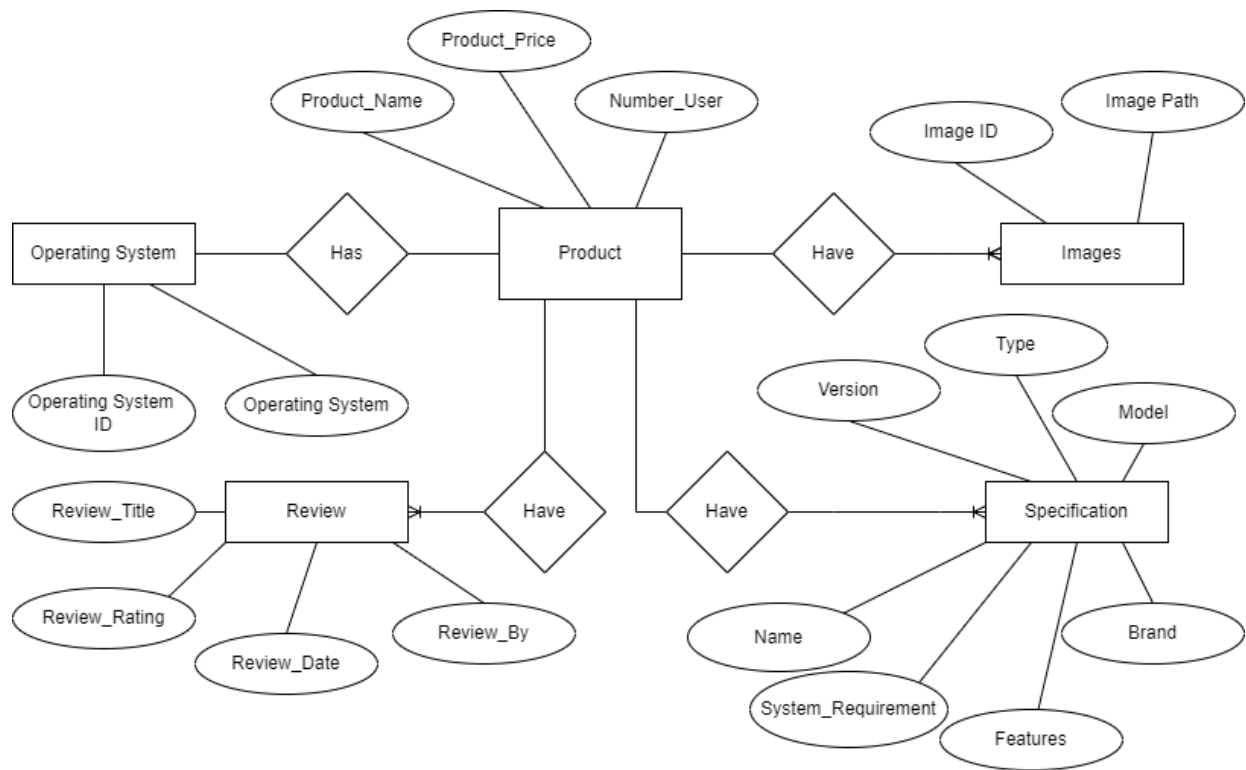 Product_Price
Product_Name
Number_User
Image Path
Image ID
Operating System
Has
Product
Have
Images
Type
Version
Model
Operating System
ID
Operating System
Review_Title
Review
Have
Have
Specification
Review_Rating
Review_Date
Review_By
Name
Brand
System_Requirement
Features